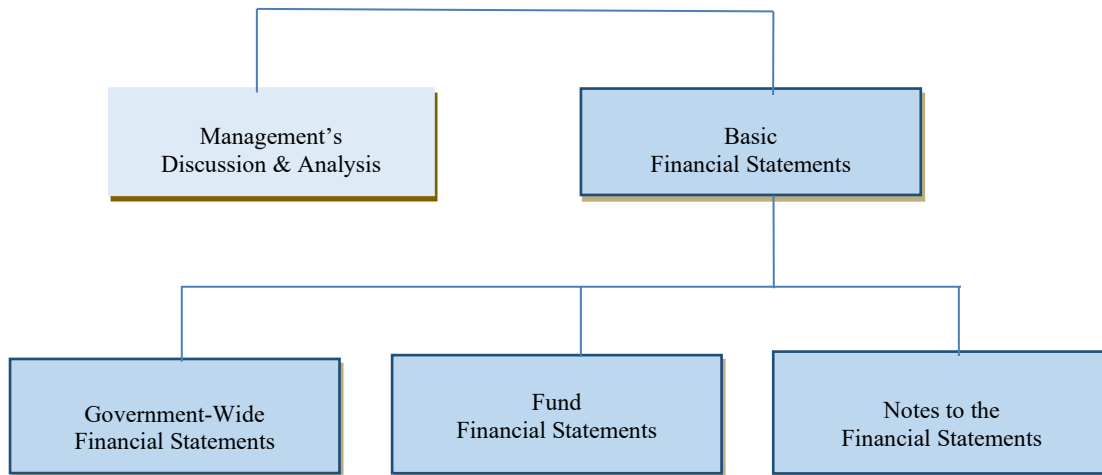 Management’s
Discussion & Analysis
Basic
Financial Statements
Government-Wide
Financial Statements
Fund
Financial Statements
Notes to the
Financial Statements